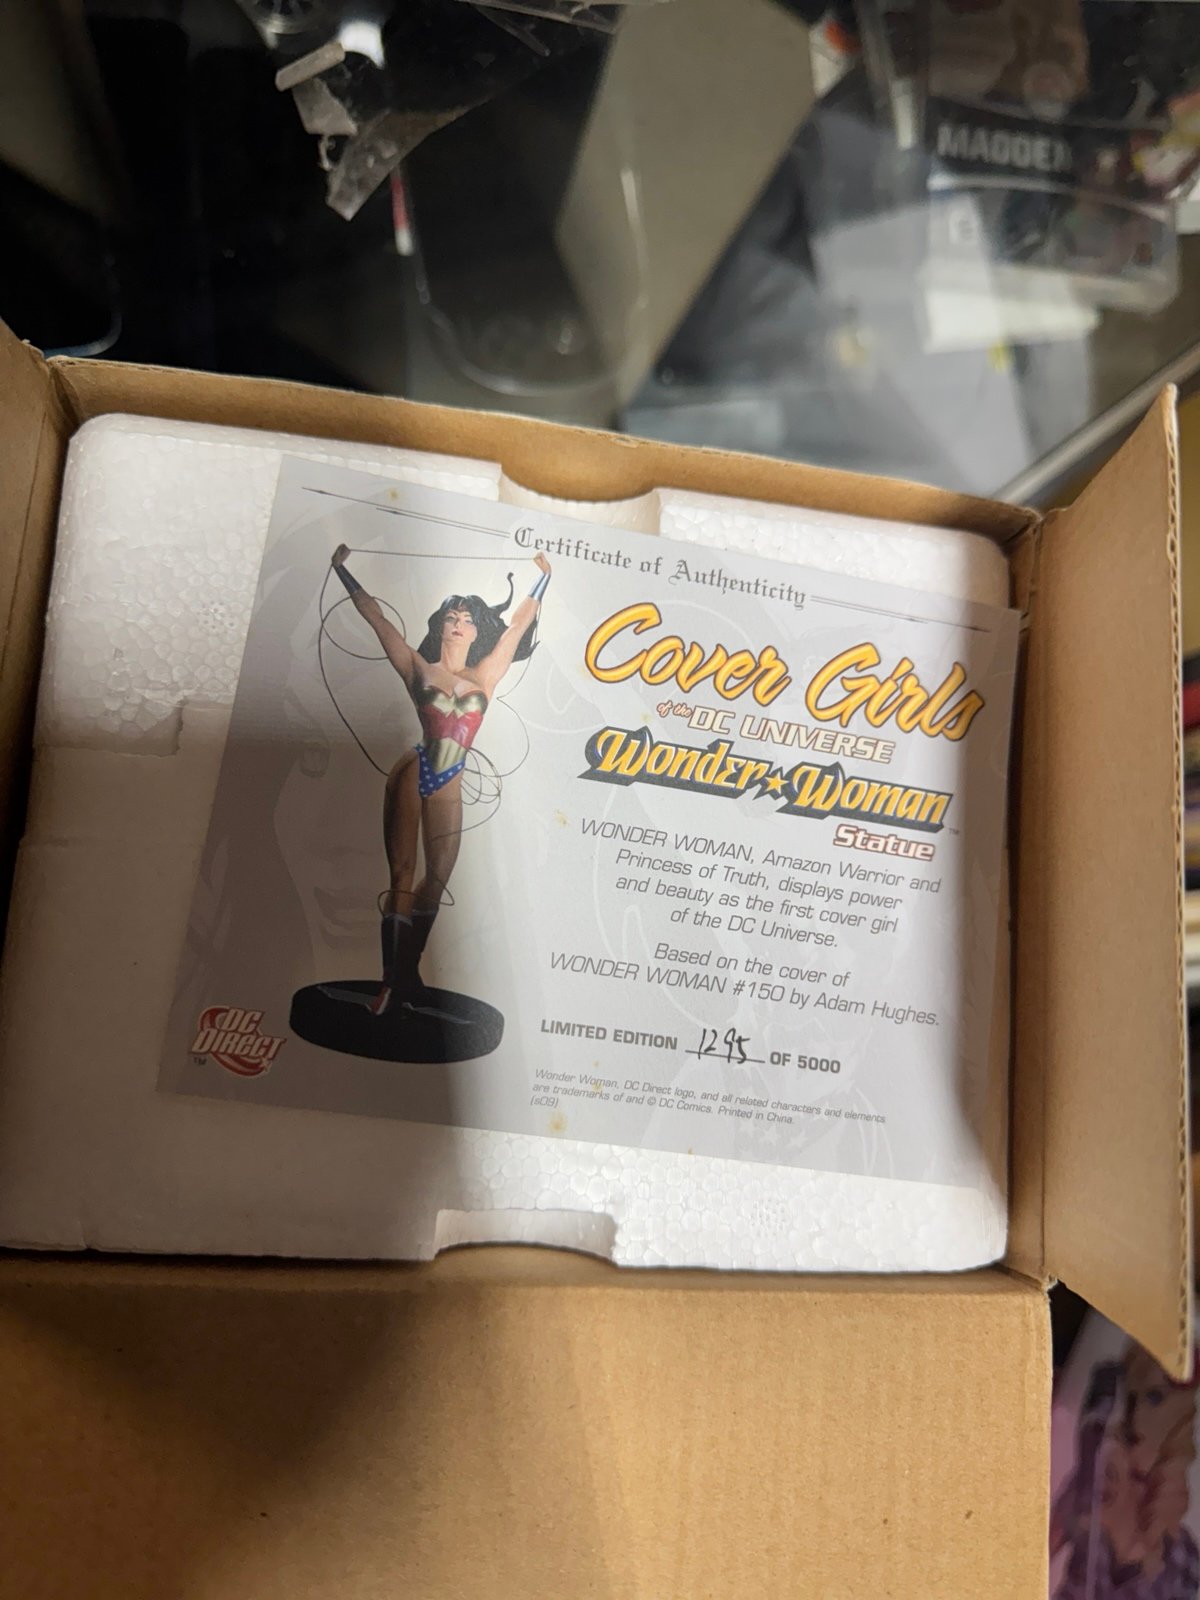 MADDEN
Certificate of Authenticity
Cover Girls
of the DC UNIVERSE
Wonder Woman
TM
Statue
WONDER WOMAN, Amazon Warrior and
Princess of Truth, displays power
and beauty as the first cover girl
of the DC Universe.
Based on the cover of
WONDER WOMAN #150 by Adam Hughes.
LIMITED EDITION 1295 OF 5000
DC
DIRECT
TM
Wonder Woman, DC Direct logo, and all related characters and elements
are trademarks of and © DC Comics. Printed in China.
(s09)